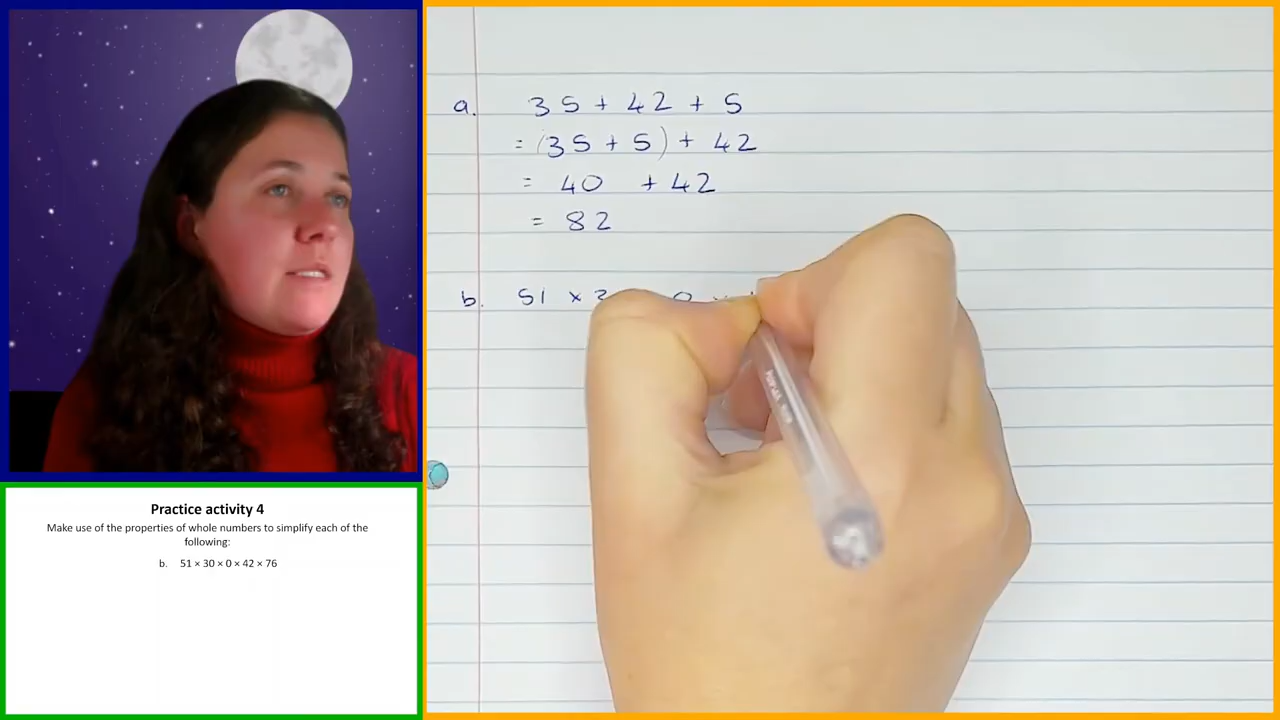 a. 35 + 42 + 5
= (35 + 5) + 42
= 40 + 42
= 82
b. 51 ×
Practice activity 4
Make use of the properties of whole numbers to simplify each of the
following:
b. 51 × 30 × 0 × 42 × 76